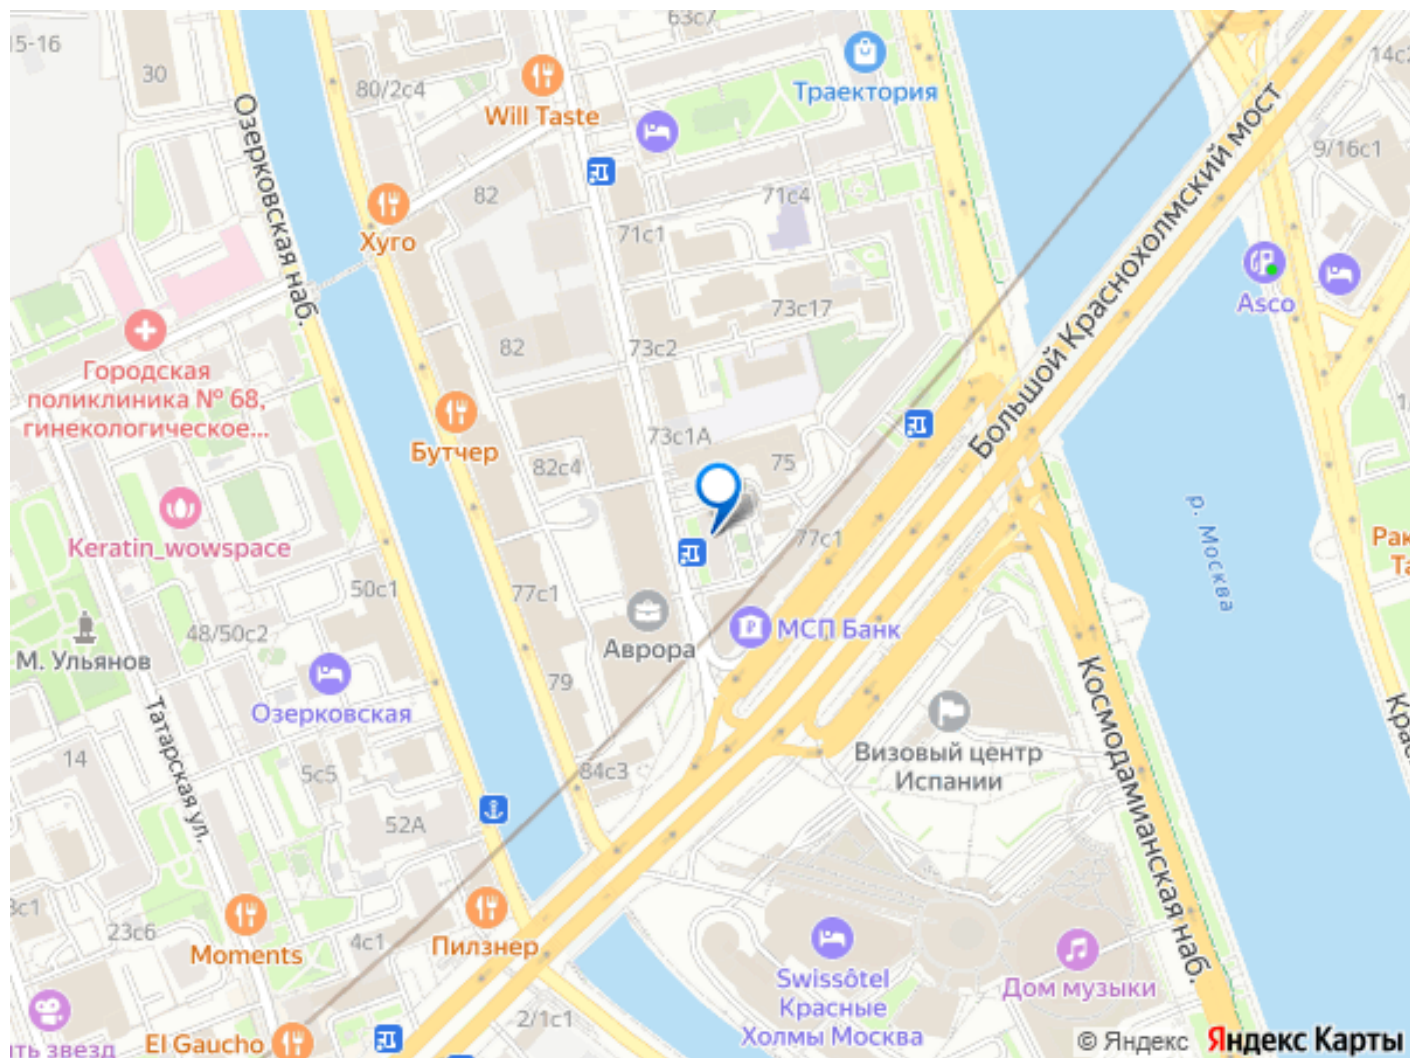 63с7
15-16
14с2
30
80/2с4
Will Taste
Траектория
Озерковская наб.
Большой Краснохолмский мост
9/16с1
82
71с4
71с1
Хуго
Asco
73с17
82
73с2
Городская
поликлиника № 68,
гинекологическое...
Бутчер
73с1А
75
82с4
р. Москва
Keratin_wowspace
77с1
50с1
77с1
48/50с2
М. Ульянов
МСП Банк
Аврора
79
Озерковская
Татарская ул.
Космодамианская наб.
14
5с5
84с3
Визовый центр
Испании
52А
23с6
4с1
Moments
Пилзнер
Swissôtel
Красные
Холмы Москва
Дом музыки
2/1с1
El Gaucho
© Яндекс Яндекс Карты